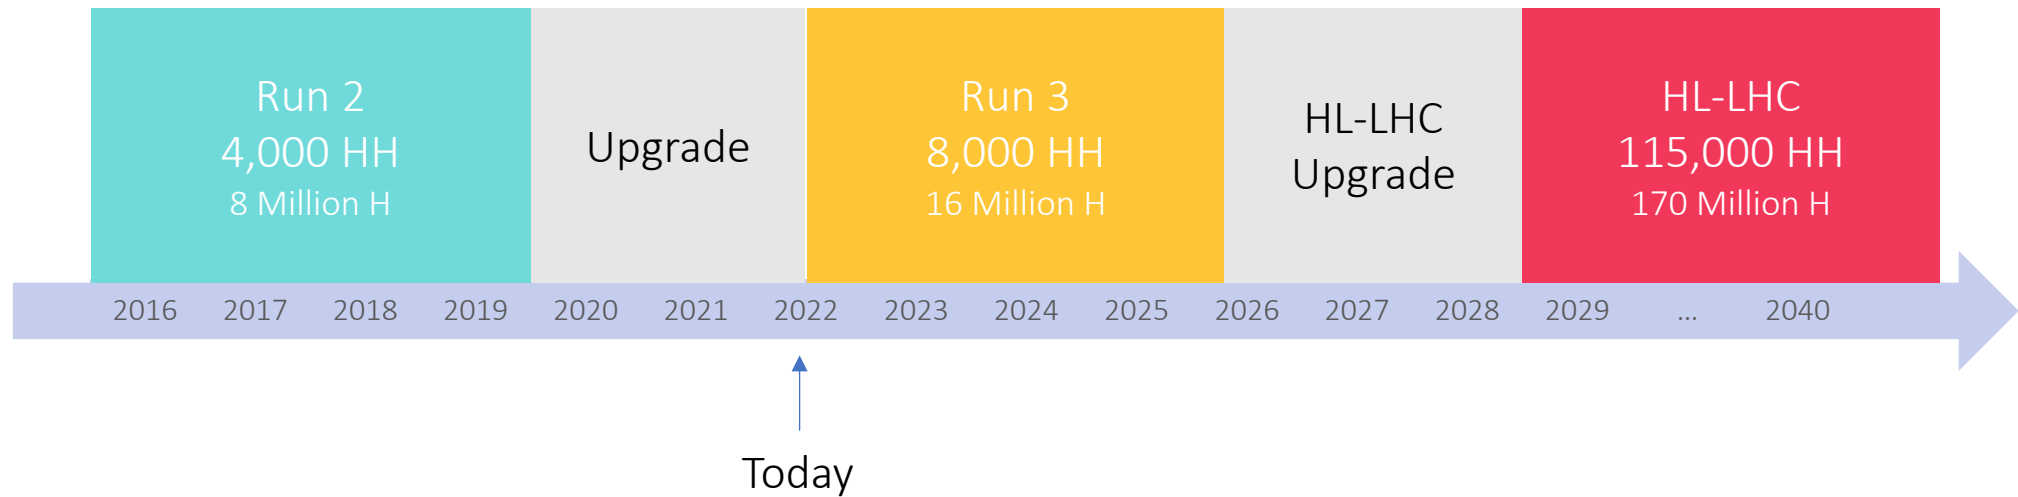 Run 2
4,000 HH
8 Million H
Upgrade
Run 3
8,000 HH
16 Million H
HL-LHC
Upgrade
HL-LHC
115,000 HH
170 Million H
2016 2017 2018 2019 2020 2021 2022 2023 2024 2025 2026 2027 2028 2029 ... 2040
Today